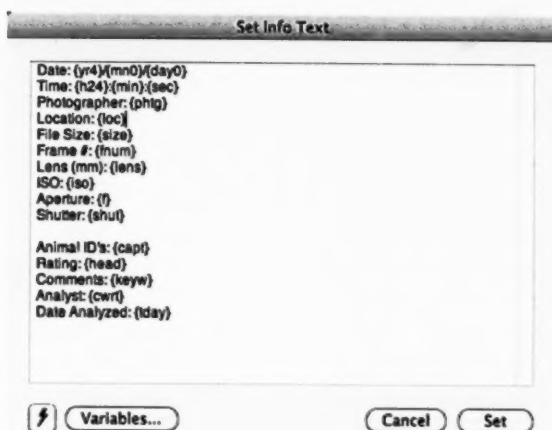 Set Info Text
Date: {yr4}/{mn0}/{day0}
Time: {h24}:{min}:{sec}
Photographer: {phtg}
Location: {loc}
File Size: {size}
Frame #: {fnum}
Lens (mm): {lens}
ISO: {iso}
Aperture: {f}
Shutter: {shut}

Animal ID's: {capt}
Rating: {head}
Comments: {keyw}
Analyst: {cwrt}
Date Analyzed: {tday}
Variables... Cancel Set